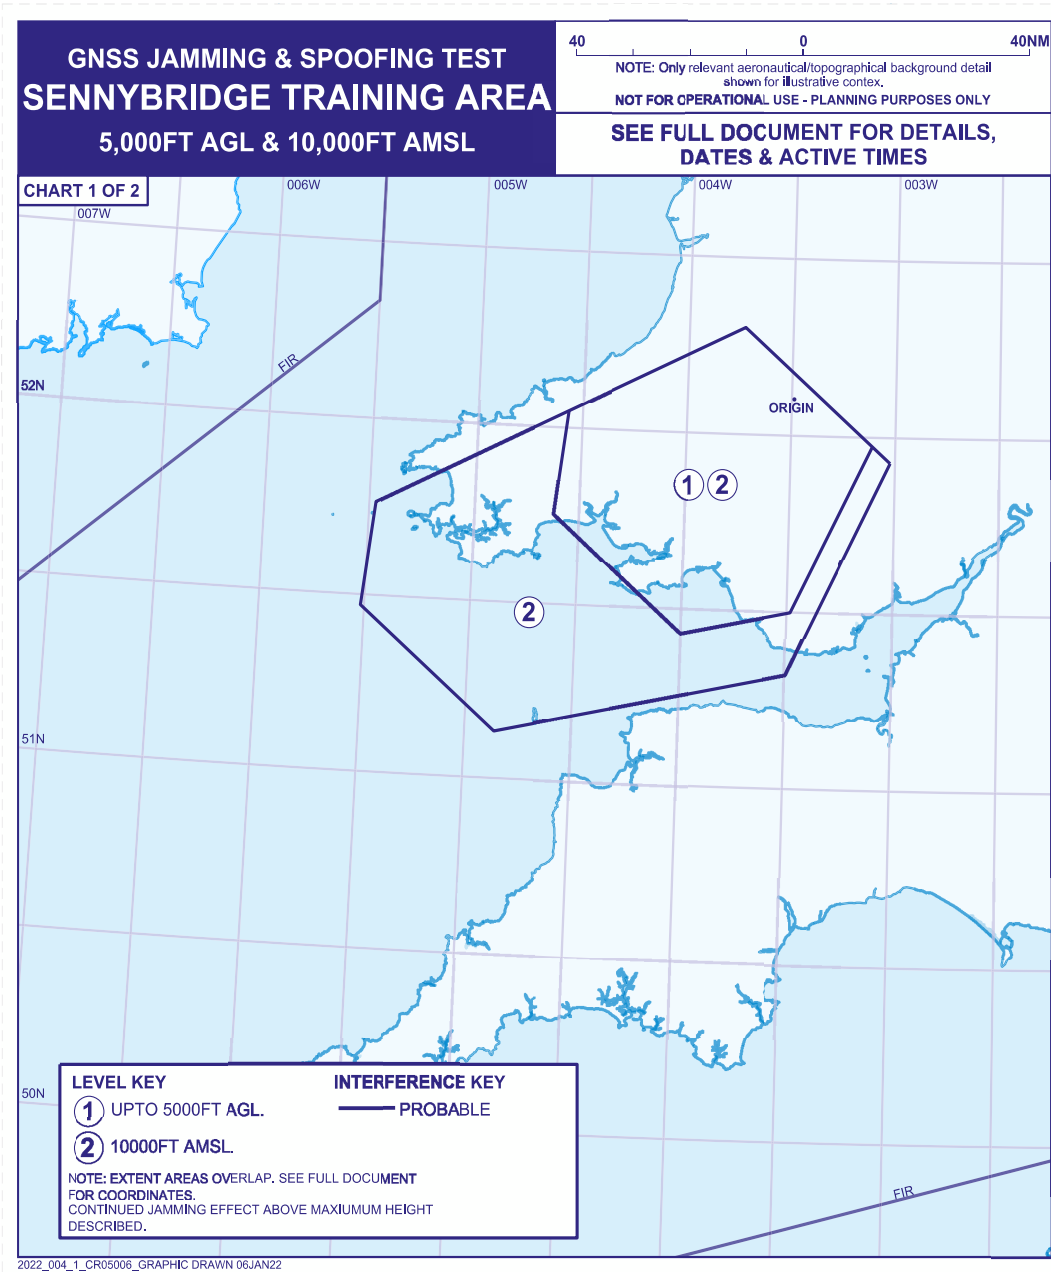 GNSS JAMMING & SPOOFING TEST
SENNYBRIDGE TRAINING AREA
5,000FT AGL & 10,000FT AMSL
40 0 40NM
NOTE: Only relevant aeronautical/topographical background detail
shown for illustrative contex.
NOT FOR OPERATIONAL USE - PLANNING PURPOSES ONLY
SEE FULL DOCUMENT FOR DETAILS,
DATES & ACTIVE TIMES
CHART 1 OF 2
007W
006W
005W
004W
003W
FIR
52N
ORIGIN
1 2
2
51N
50N
LEVEL KEY
1 UPTO 5000FT AGL.
2 10000FT AMSL.
INTERFERENCE KEY
PROBABLE
NOTE: EXTENT AREAS OVERLAP. SEE FULL DOCUMENT
FOR COORDINATES.
CONTINUED JAMMING EFFECT ABOVE MAXIUMUM HEIGHT
DESCRIBED.
FIR
2022_004_1_CR05006_GRAPHIC DRAWN 06JAN22